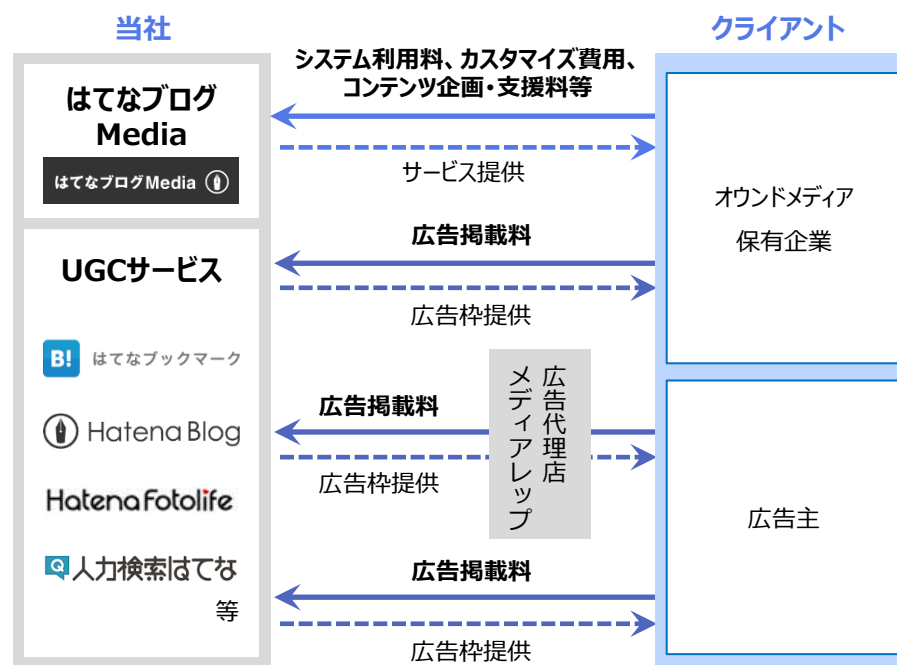 当社
クライアント
はてなブログ
Media
はてなブログMedia
システム利用料、カスタマイズ費用、
コンテンツ企画・支援料等
サービス提供
オウンドメディア
保有企業
UGCサービス
広告掲載料
広告枠提供
B! はてなブックマーク
Hatena Blog
Hatena Fotolife
Q 人力検索はてな
等
広告掲載料
広告枠提供
広告代店理
メディアレップ
広告主
広告掲載料
広告枠提供